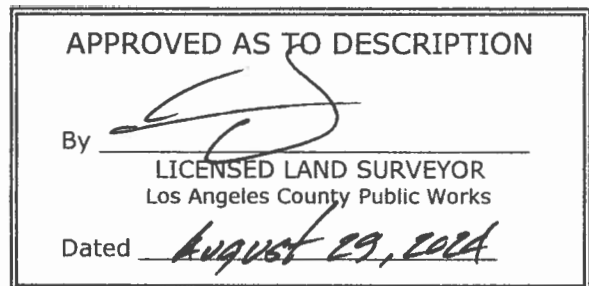 APPROVED AS TO DESCRIPTION
By
LICENSED LAND SURVEYOR
Los Angeles County Public Works
Dated August 29, 2024